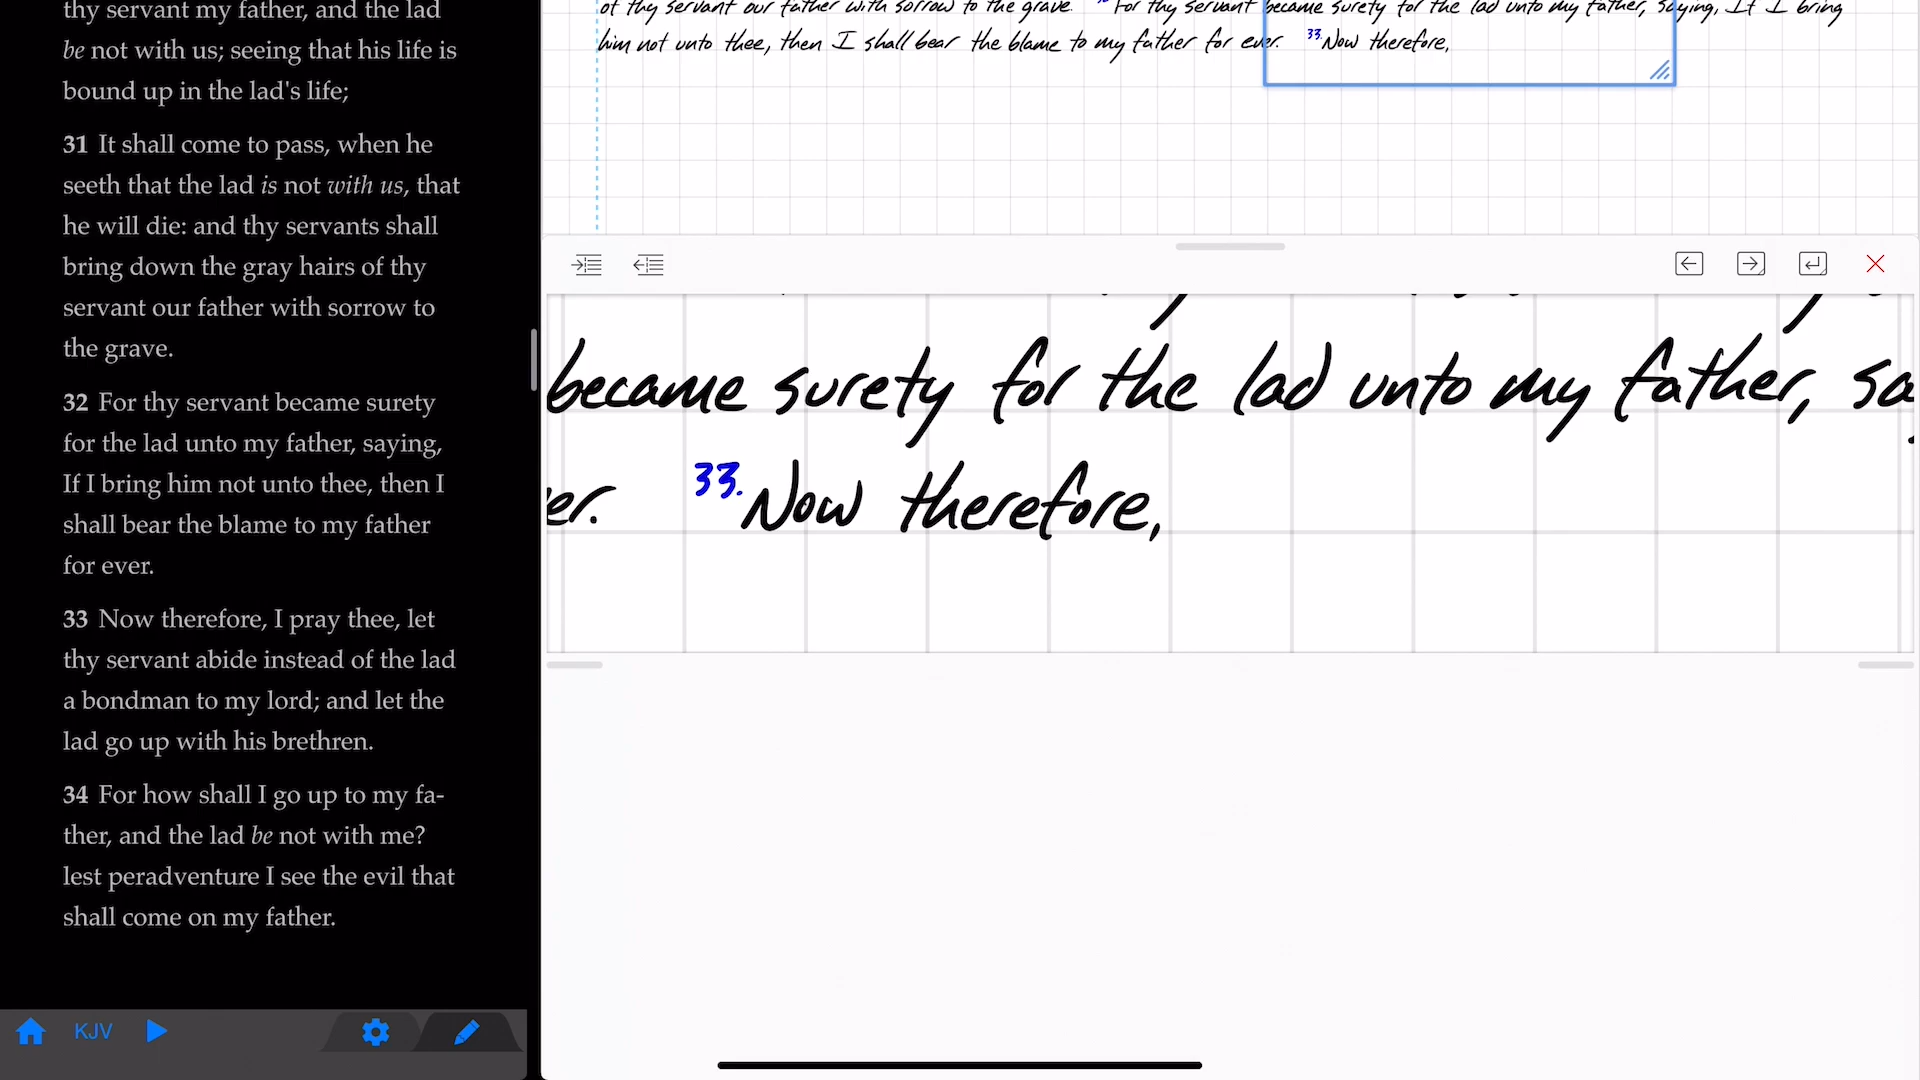 thy servant my father, and the lad
be not with us; seeing that his life is
bound up in the lad's life;
31 It shall come to pass, when he
seeth that the lad is not with us, that
he will die: and thy servants shall
bring down the gray hairs of thy
servant our father with sorrow to
the grave.
32 For thy servant became surety
for the lad unto my father, saying,
If I bring him not unto thee, then I
shall bear the blame to my father
for ever.
33 Now therefore, I pray thee, let
thy servant abide instead of the lad
a bondman to my lord; and let the
lad go up with his brethren.
34 For how shall I go up to my fa-
ther, and the lad be not with me?
lest peradventure I see the evil that
shall come on my father.
KJV
of thy servant our father with sorrow to the grave. For thy servant became surety for the lad unto my father, saying, If I bring
him not unto thee, then I shall bear the blame to my father for ever. 33. Now therefore,
became surety for the lad unto my father, sa
er. 33. Now therefore,